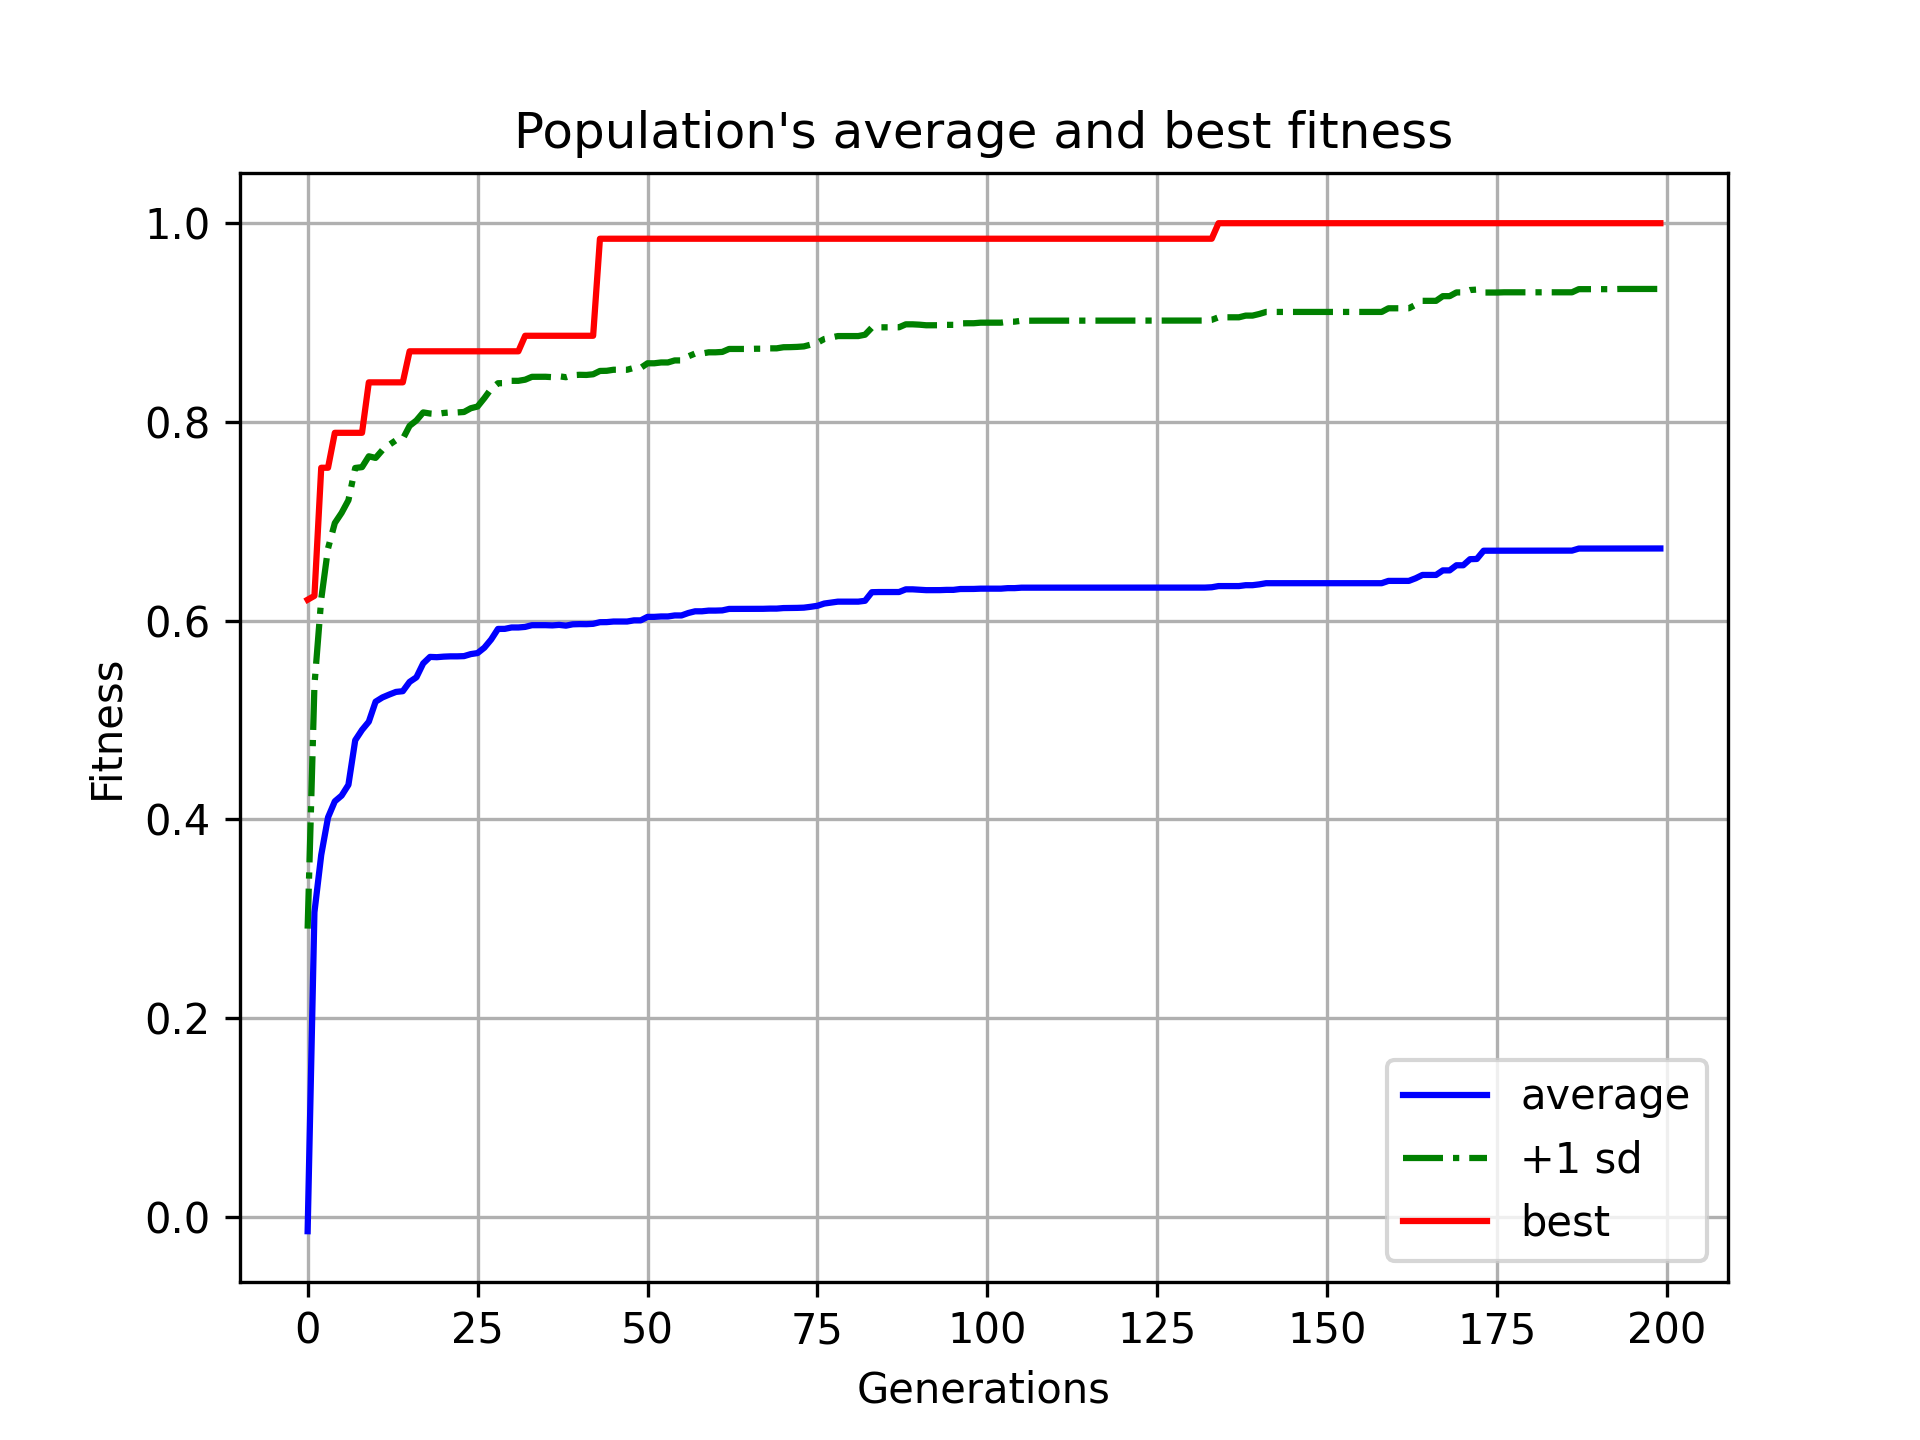 Population's average and best fitness
1.0
0.8
0.6
0.4
0.2
0.0
Fitness
average
+1 sd
best
0 25 50 75 100 125 150 175 200
Generations